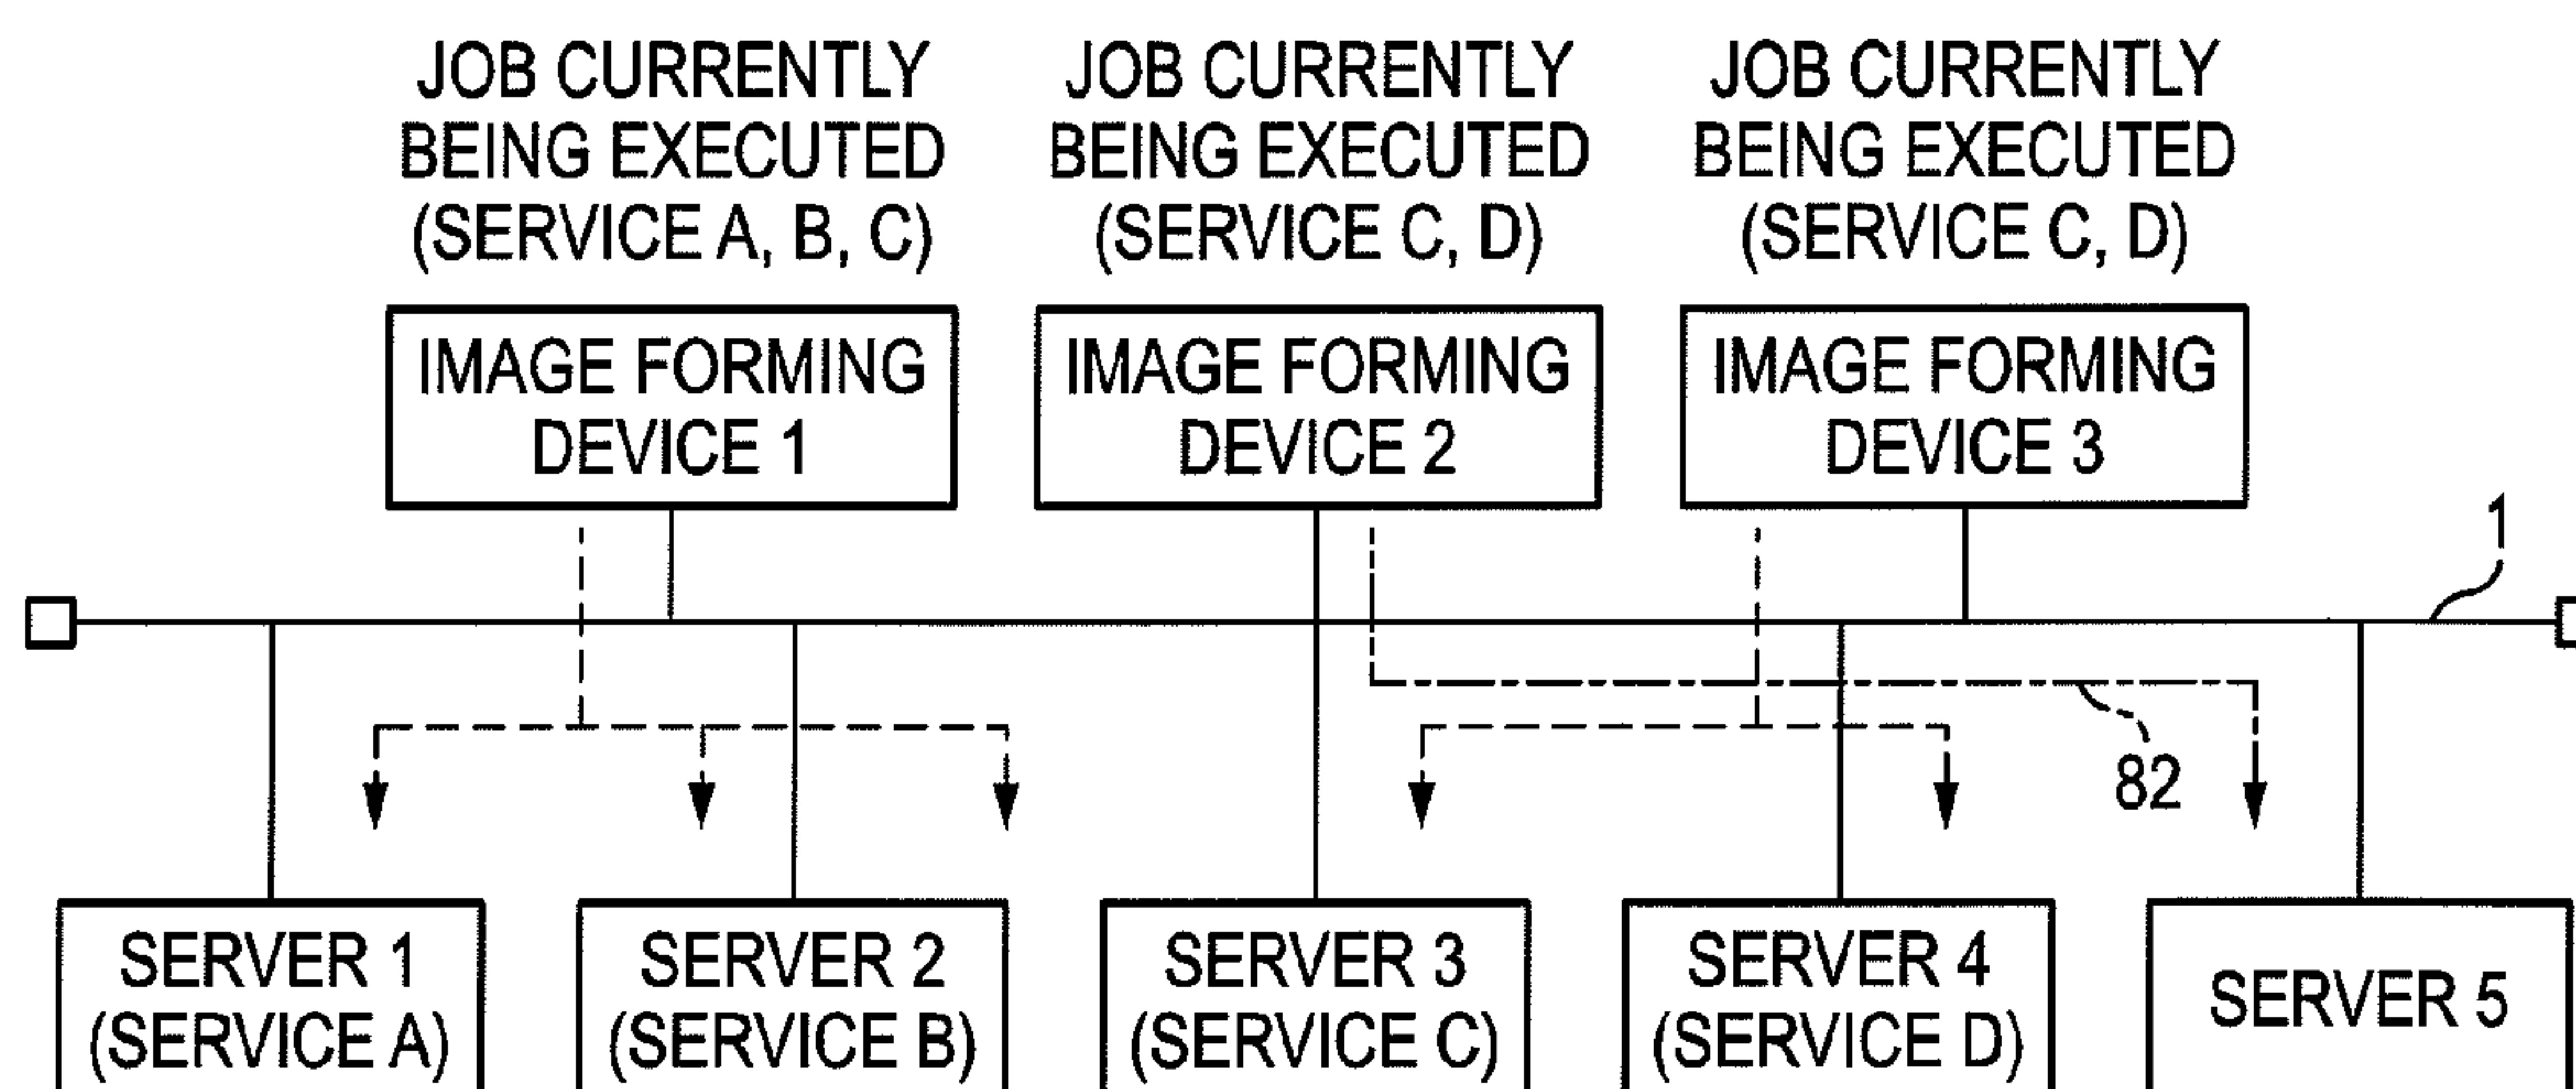 JOB CURRENTLY
BEING EXECUTED
(SERVICE A, B, C)
JOB CURRENTLY
BEING EXECUTED
(SERVICE C, D)
JOB CURRENTLY
BEING EXECUTED
(SERVICE C, D)
IMAGE FORMING
DEVICE 1
IMAGE FORMING
DEVICE 2
IMAGE FORMING
DEVICE 3
1
82
SERVER 1
(SERVICE A)
SERVER 2
(SERVICE B)
SERVER 3
(SERVICE C)
SERVER 4
(SERVICE D)
SERVER 5